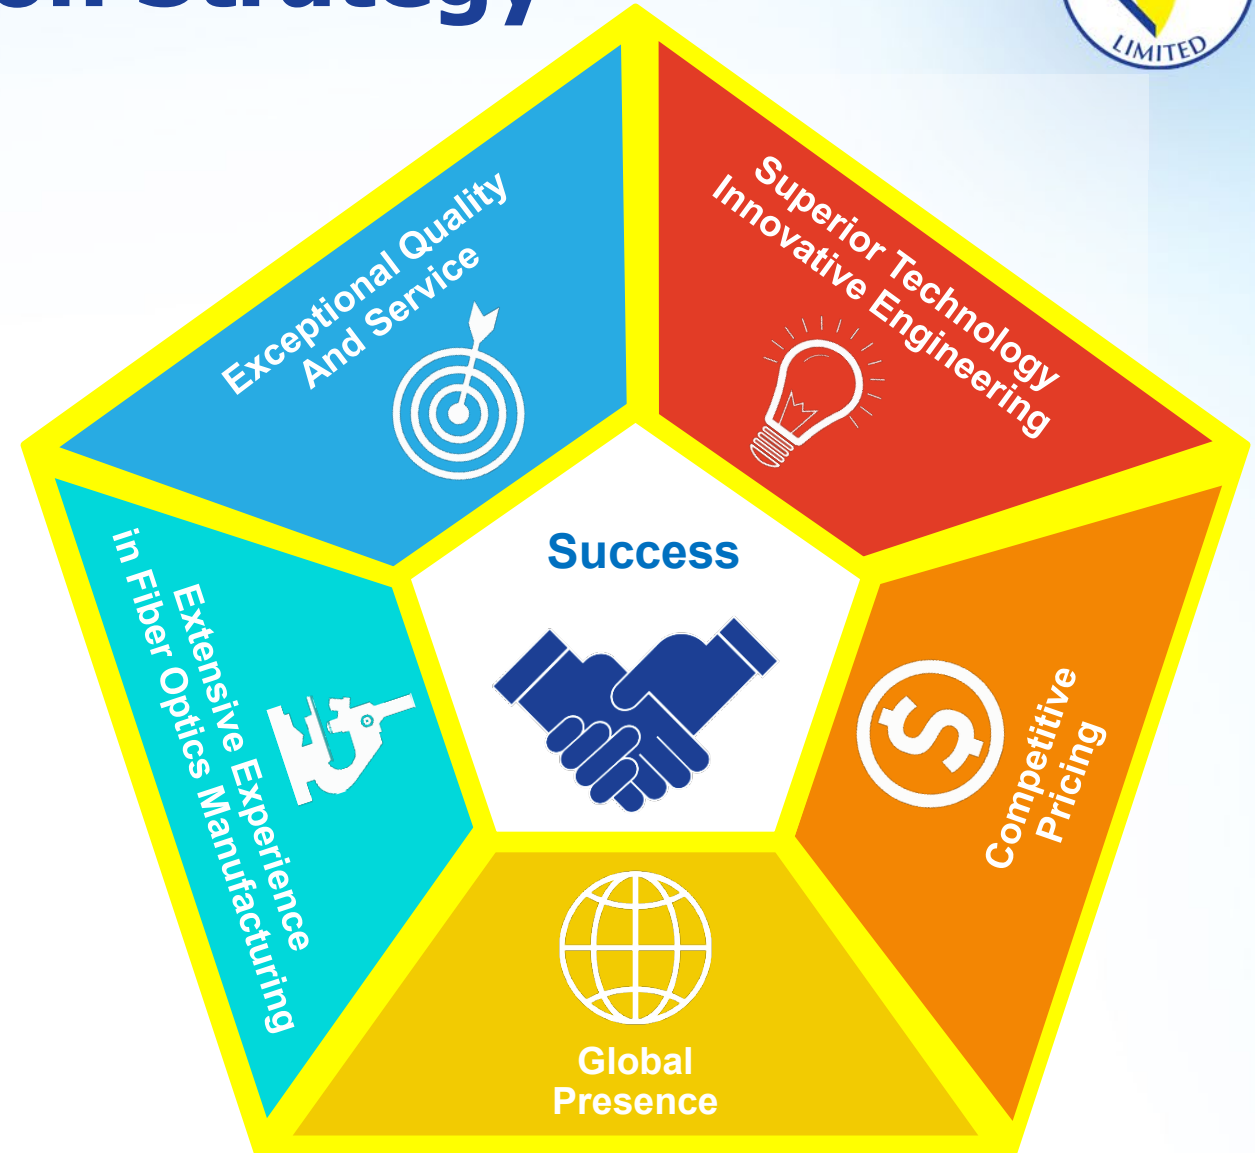 Strategy
LIMITED
Exceptional Quality
And Service
Superior Technology
Innovative Engineering
Success
Extensive Experience
in Fiber Optics Manufacturing
Competitive
Pricing
Global
Presence